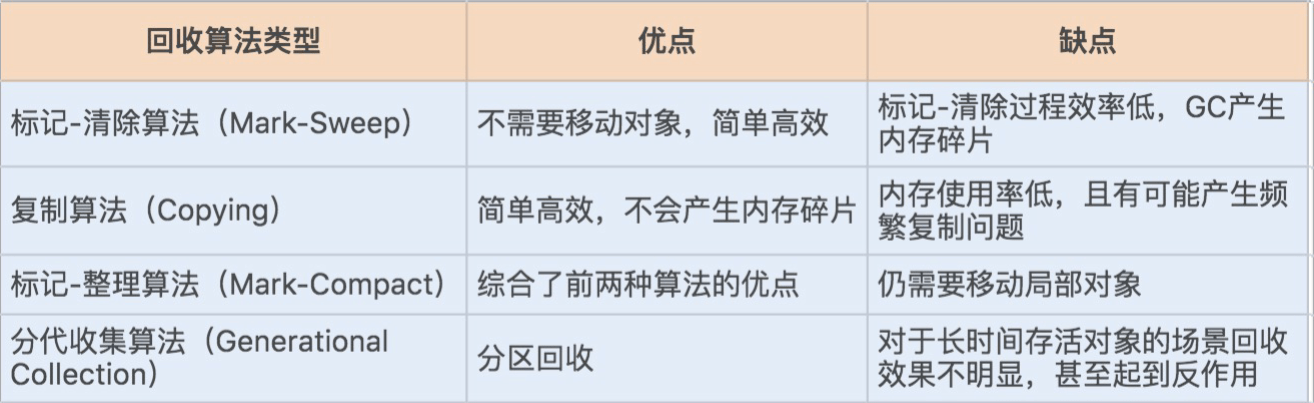 回收算法类型
优点
缺点
标记-清除算法（Mark-Sweep）
不需要移动对象，简单高效
标记-清除过程效率低，GC产生
内存碎片
复制算法（Copying）
简单高效，不会产生内存碎片
内存使用率低，且有可能产生频
繁复制问题
标记-整理算法（Mark-Compact）
综合了前两种算法的优点
仍需要移动局部对象
分代收集算法（Generational
Collection）
分区回收
对于长时间存活对象的场景回收
效果不明显，甚至起到反作用